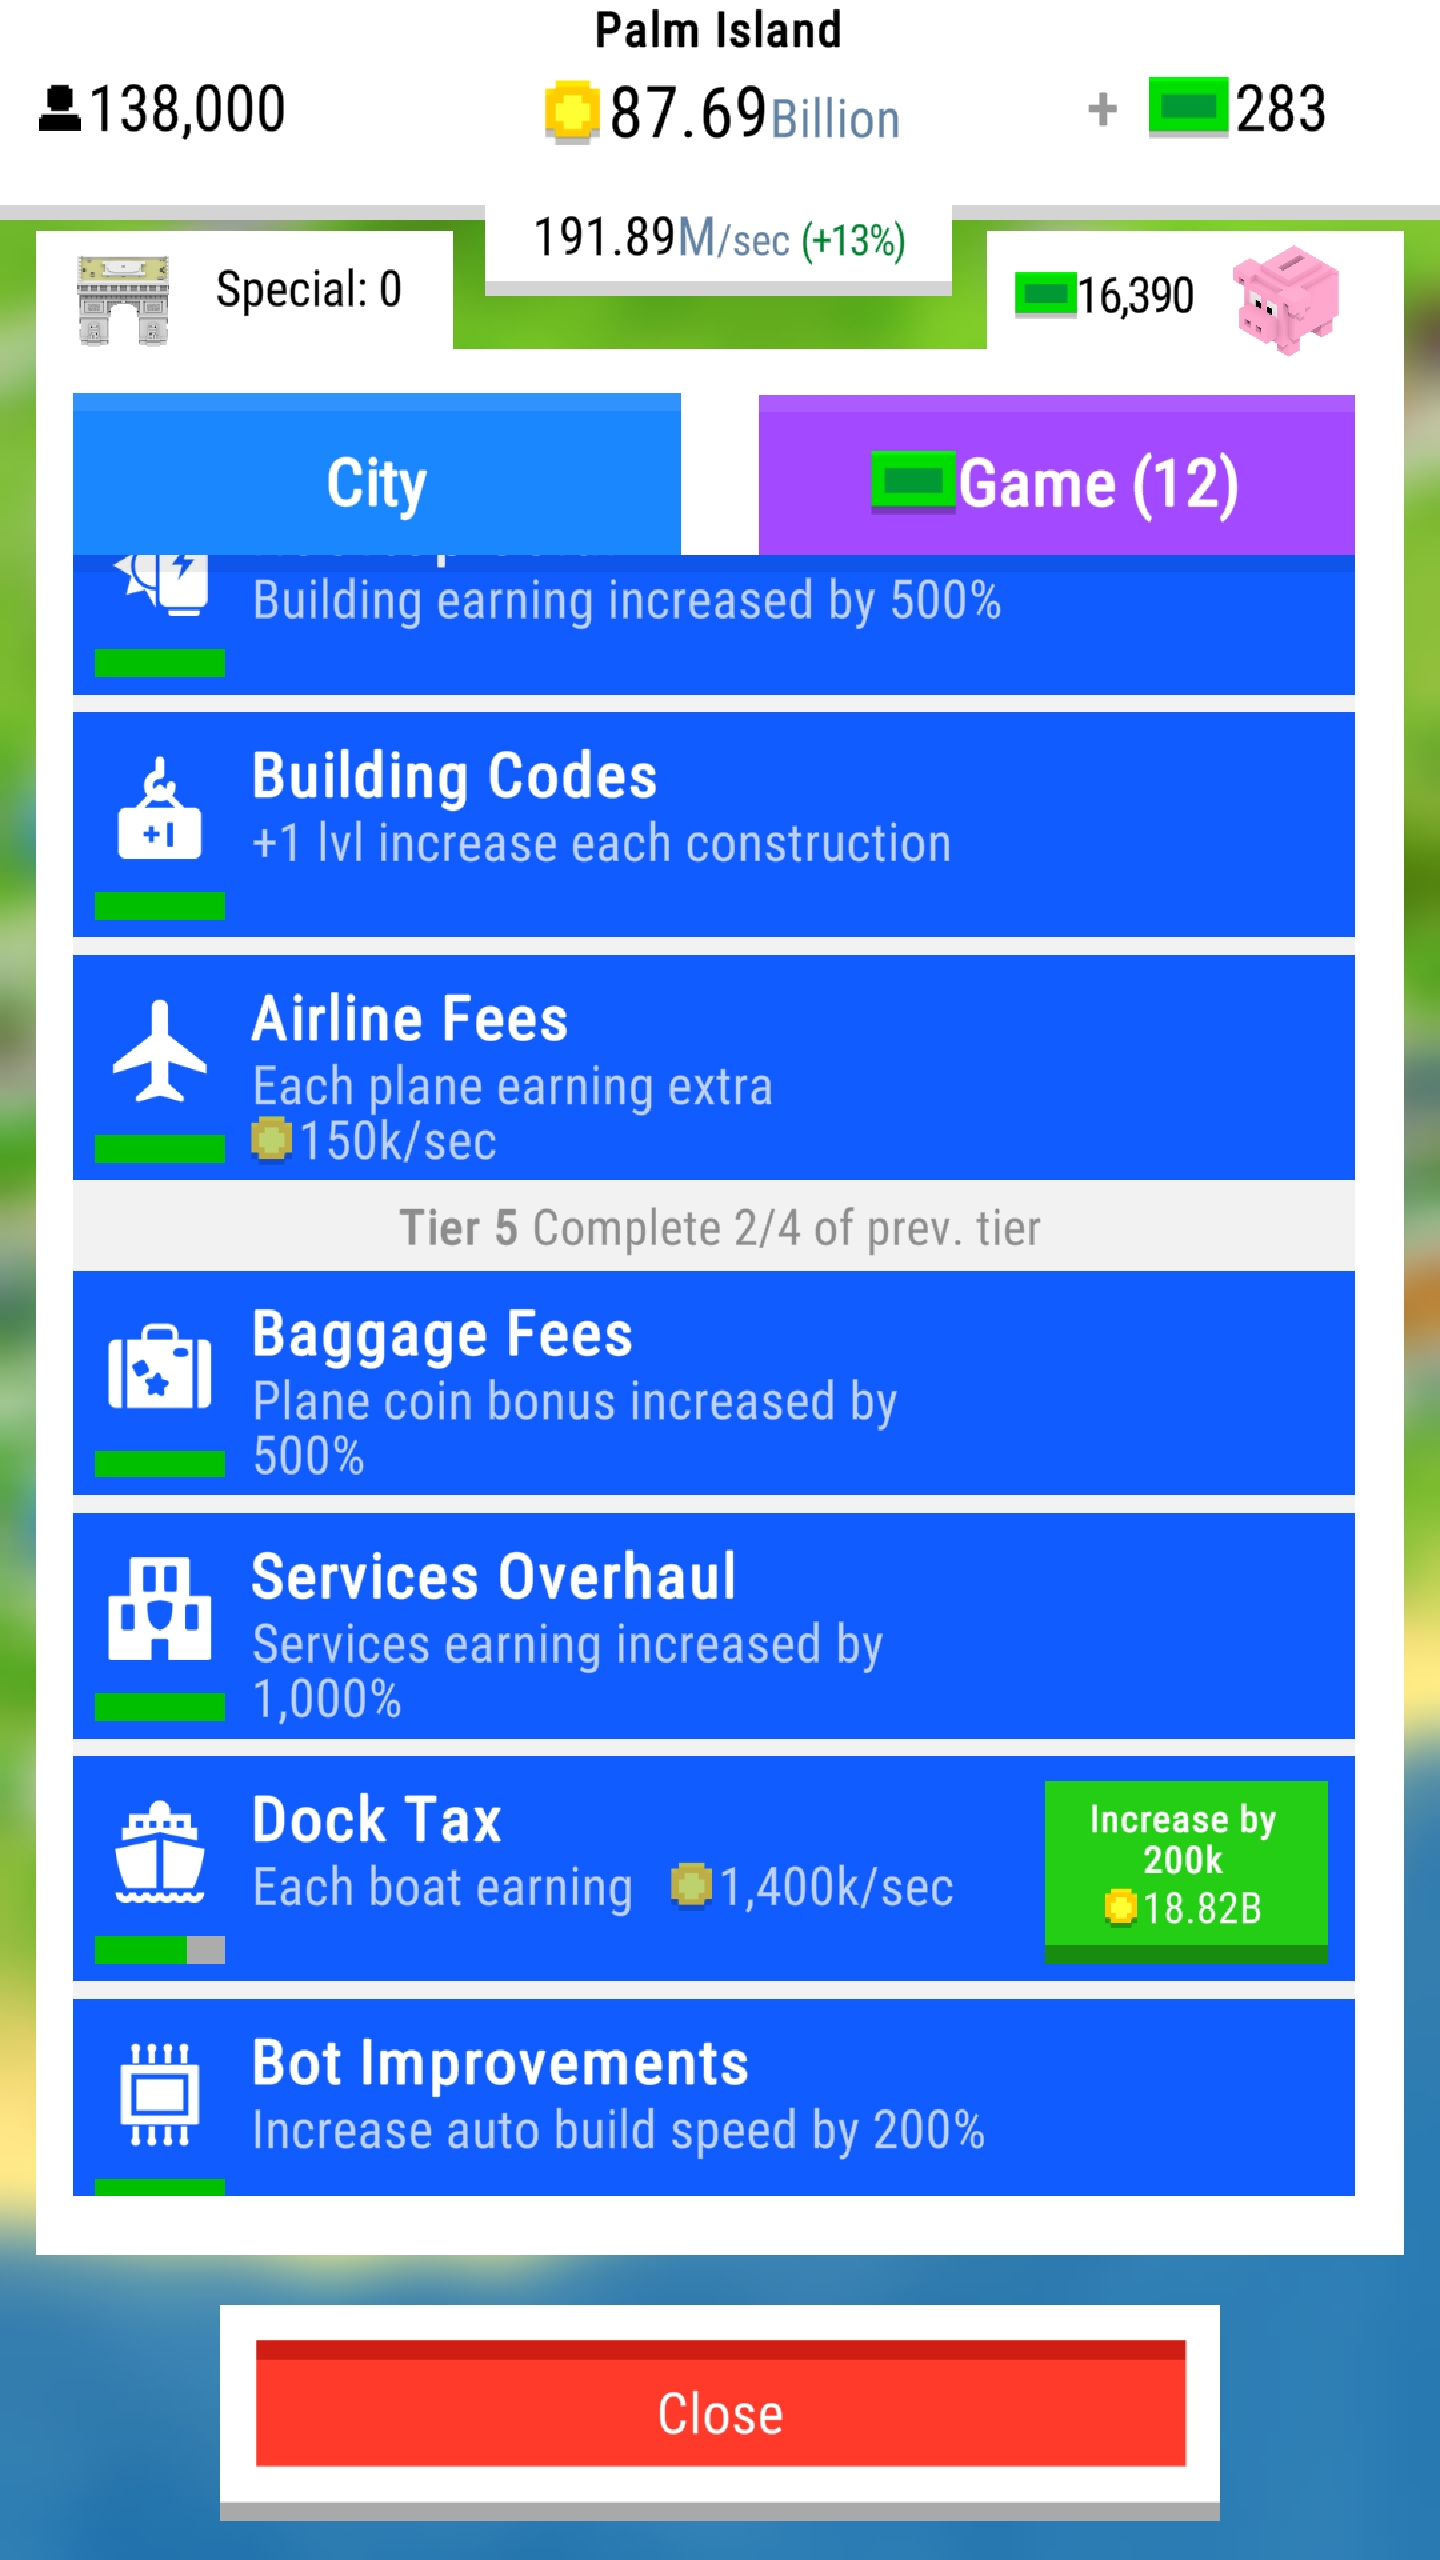 Palm Island
138,000
87.69Billion
+ 283
191.89M/sec (+13%)
Special: 0
16,390
City
Game (12)
Building earning increased by 500%
Building Codes
+1 lvl increase each construction
+1
Airline Fees
Each plane earning extra
150k/sec
Tier 5 Complete 2/4 of prev. tier
Baggage Fees
Plane coin bonus increased by
500%
Services Overhaul
Services earning increased by
1,000%
Dock Tax
Each boat earning 1,400k/sec
Increase by
200k
18.82B
Bot Improvements
Increase auto build speed by 200%
Close